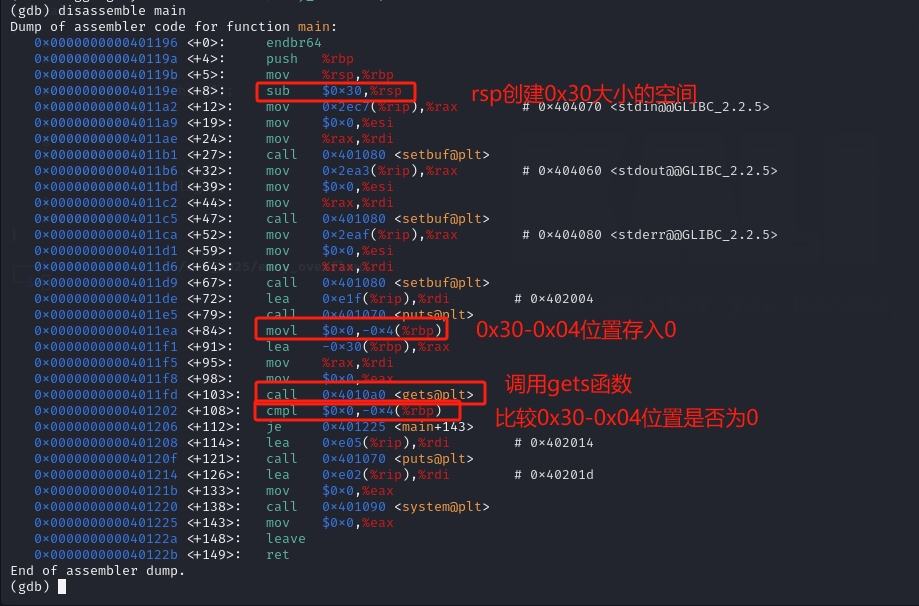 (gdb) disassemble main
Dump of assembler code for function main:
0x0000000000401196 <+0>: endbr64
0x000000000040119a <+4>: push %rbp
0x000000000040119b <+5>: mov %rsp,%rbp
0x000000000040119e <+8>: sub $0x30,%rsp rsp创建0x30大小的空间
0x00000000004011a2 <+12>: mov 0x2ec7(%rip),%rax # 0x404070 <stdin@@GLIBC_2.2.5>
0x00000000004011a9 <+19>: mov $0x0,%esi
0x00000000004011ae <+24>: mov %rax,%rdi
0x00000000004011b1 <+27>: call 0x401080 <setbuf@plt>
0x00000000004011b6 <+32>: mov 0x2ea3(%rip),%rax # 0x404060 <stdout@@GLIBC_2.2.5>
0x00000000004011bd <+39>: mov $0x0,%esi
0x00000000004011c2 <+44>: mov %rax,%rdi
0x00000000004011c5 <+47>: call 0x401080 <setbuf@plt>
0x00000000004011ca <+52>: mov 0x2eaf(%rip),%rax # 0x404080 <stderr@@GLIBC_2.2.5>
0x00000000004011d1 <+59>: mov $0x0,%esi
0x00000000004011d6 <+64>: mov %rax,%rdi
0x00000000004011d9 <+67>: call 0x401080 <setbuf@plt>
0x00000000004011de <+72>: lea 0xe1f(%rip),%rdi # 0x402004
0x00000000004011e5 <+79>: call 0x401070 <puts@plt>
0x00000000004011ea <+84>: movl $0x0,-0x4(%rbp) 0x30-0x04位置存入0
0x00000000004011f1 <+91>: lea -0x30(%rbp),%rax
0x00000000004011f5 <+95>: mov %rax,%rdi
0x00000000004011f8 <+98>: mov $0x0,%eax
0x00000000004011fd <+103>: call 0x4010a0 <gets@plt> 调用gets函数
0x0000000000401202 <+108>: cmpl $0x0,-0x4(%rbp) 比较0x30-0x04位置是否为0
0x0000000000401206 <+112>: je 0x401225 <main+143>
0x0000000000401208 <+114>: lea 0xe05(%rip),%rdi # 0x402014
0x000000000040120f <+121>: call 0x401070 <puts@plt>
0x0000000000401214 <+126>: lea 0xe02(%rip),%rdi # 0x40201d
0x000000000040121b <+133>: mov $0x0,%eax
0x0000000000401220 <+138>: call 0x401090 <system@plt>
0x0000000000401225 <+143>: mov $0x0,%eax
0x000000000040122a <+148>: leave
0x000000000040122b <+149>: ret
End of assembler dump.
(gdb)